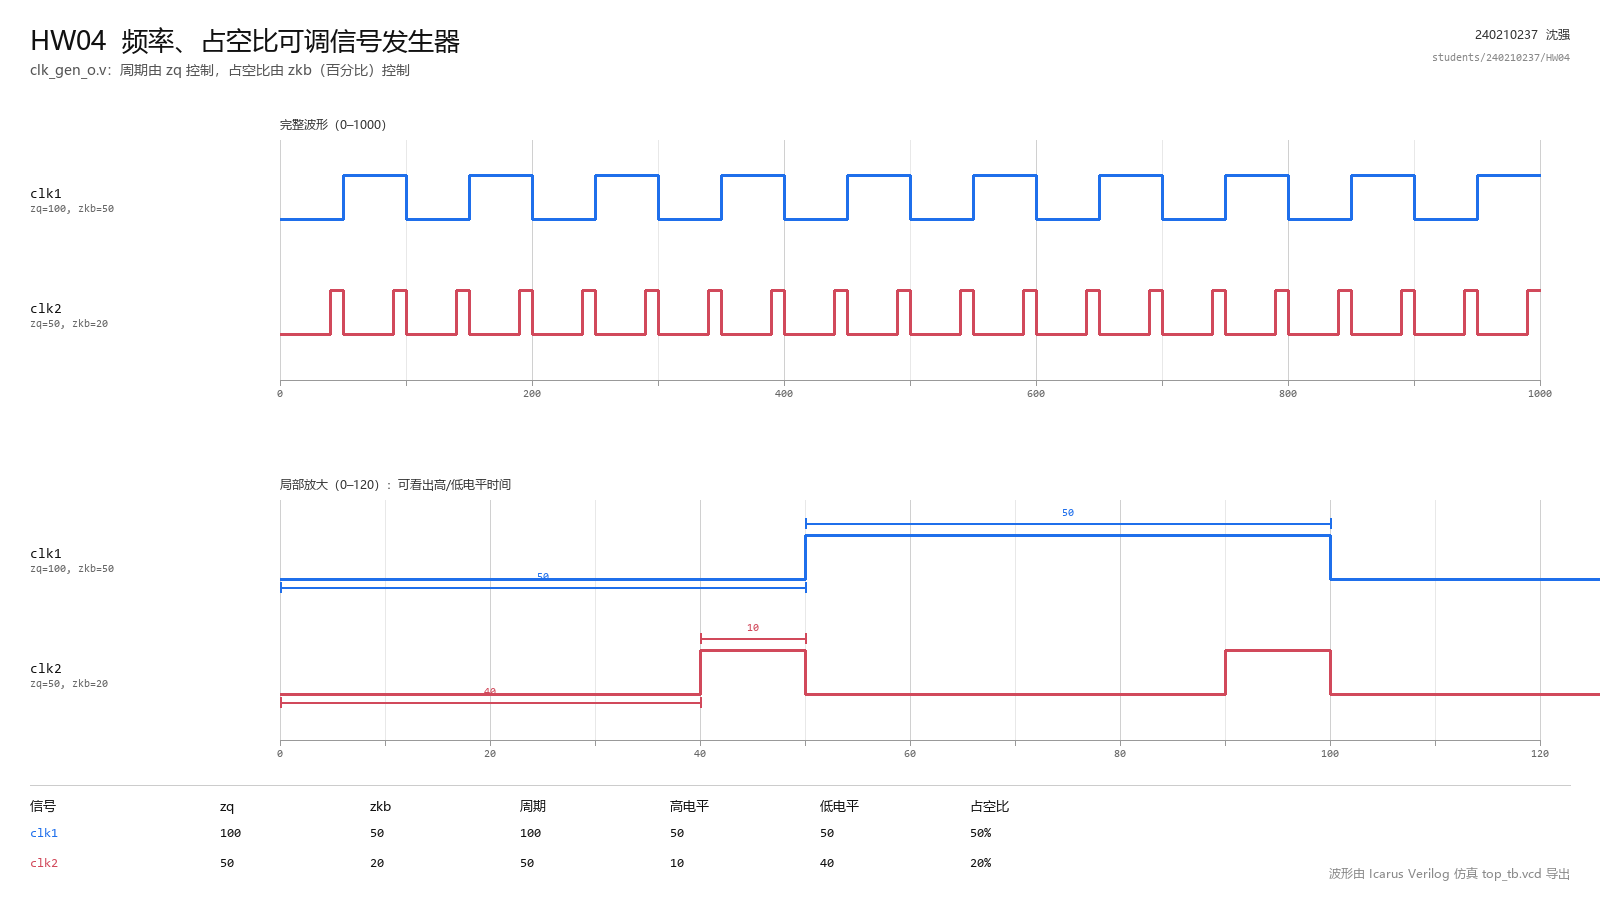 HW04 频率、占空比可调信号发生器
240210237 沈强
clk_gen_o.v：周期由 zq 控制，占空比由 zkb（百分比）控制
students/240210237/HW04
完整波形（0–1000）
clk1
zq=100, zkb=50
clk2
zq=50, zkb=20
0 200 400 600 800 1000
局部放大（0–120）：可看出高/低电平时间
50
clk1
zq=100, zkb=50
50
10
clk2
zq=50, zkb=20
40
0 20 40 60 80 100 120
信号 zq zkb 周期 高电平 低电平 占空比
clk1 100 50 100 50 50 50%
clk2 50 20 50 10 40 20%
波形由 Icarus Verilog 仿真 top_tb.vcd 导出